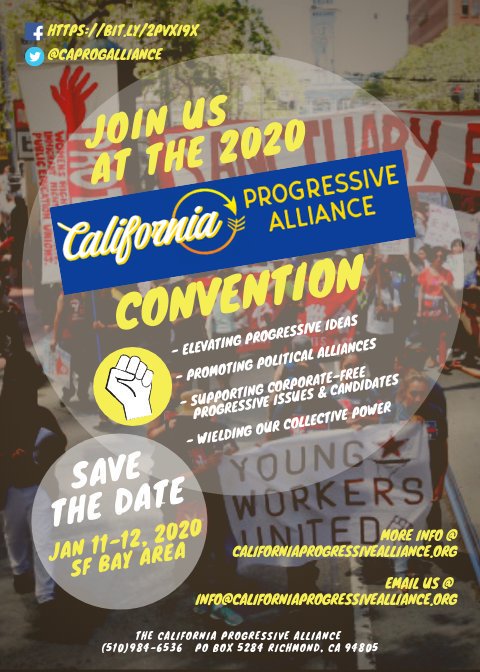 HTTPS://BIT.LY/2PVXI9X
@CAPROGALLIANCE
JOIN US
AT THE 2020
SANCTUARY
California PROGRESSIVE
ALLIANCE
CONVENTION
- ELEVATING PROGRESSIVE IDEAS
- PROMOTING POLITICAL ALLIANCES
- SUPPORTING CORPORATE-FREE
PROGRESSIVE ISSUES & CANDIDATES
- WIELDING OUR COLLECTIVE POWER
SAVE
THE DATE
JAN 11-12, 2020
SF BAY AREA
YOUNG
WORKERS
UNITED
MORE INFO @
CALIFORNIAPROGRESSIVEALLIANCE.ORG
EMAIL US @
INFO@CALIFORNIAPROGRESSIVEALLIANCE.ORG
THE CALIFORNIA PROGRESSIVE ALLIANCE
(510)984-6536 PO BOX 5284 RICHMOND, CA 94805